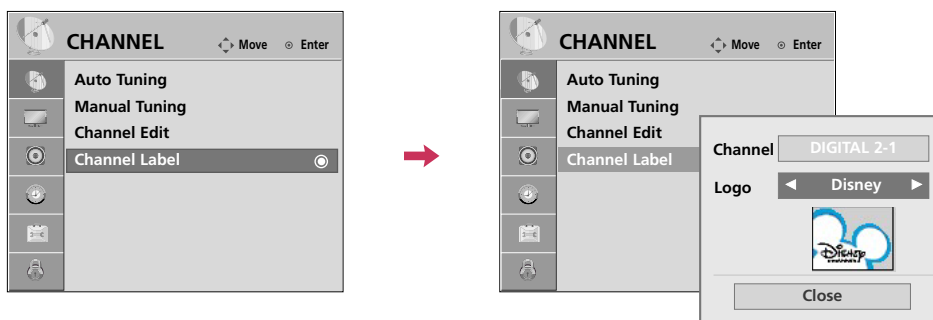 CHANNEL Move Enter
Auto Tuning
Manual Tuning
Channel Edit
Channel Label
CHANNEL Move Enter
Auto Tuning
Manual Tuning
Channel Edit
Channel Label
Channel DIGITAL 2-1
Logo ◄ Disney ►
Disney
Close